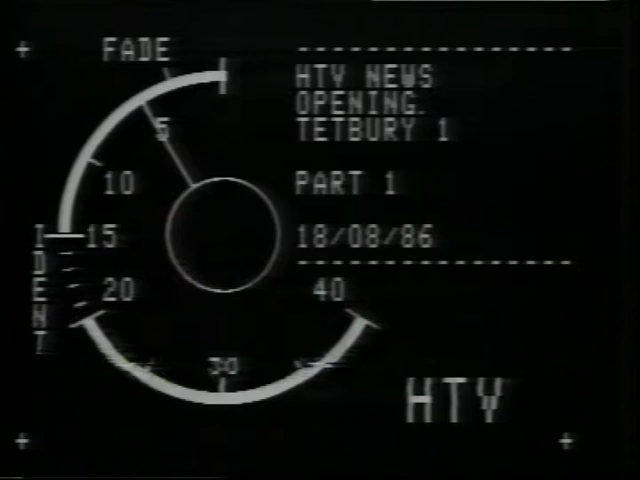 FADE
HTV NEWS
OPENING.
TETBURY 1
5
10
PART 1
15
18/08/86
IDENT
20
40
30
HTV